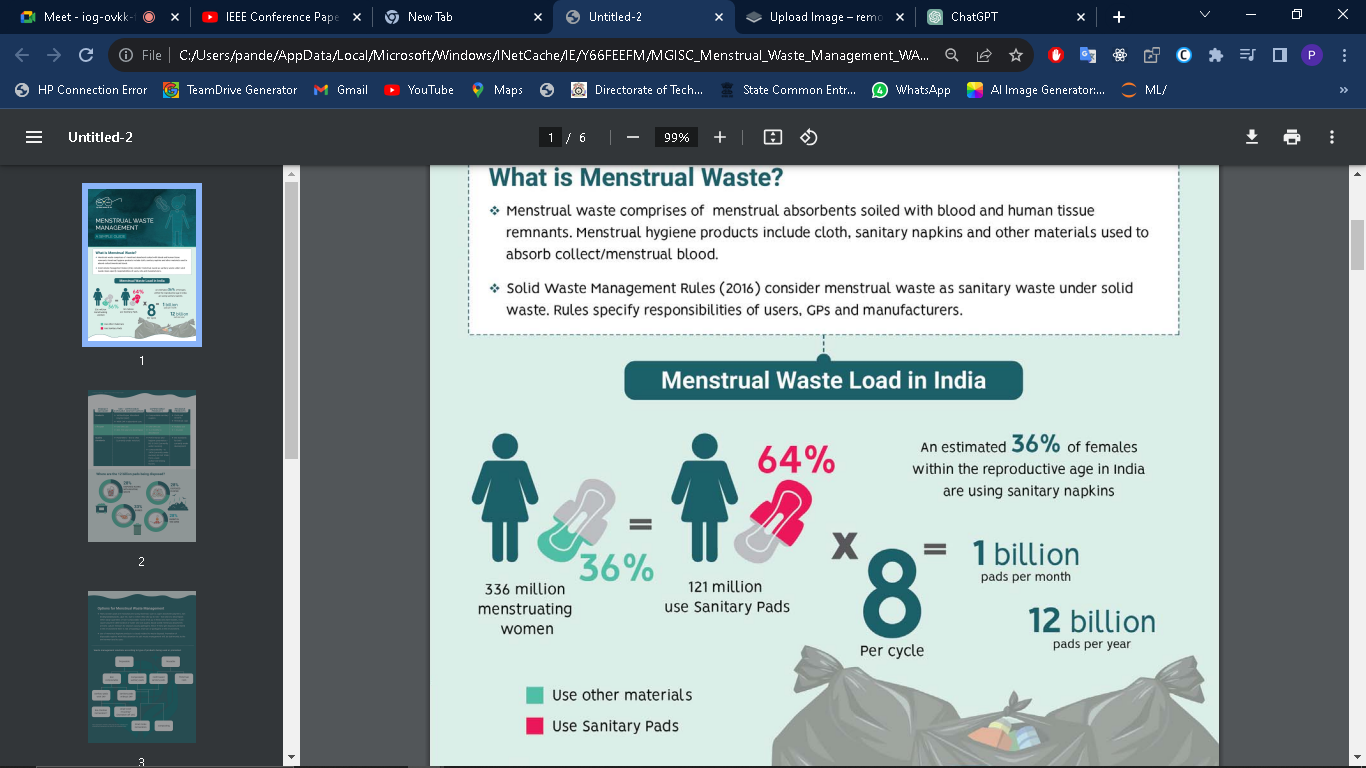 Meet - iog-ovkk-
IEEE Conference Pape
New Tab
Untitled-2
Upload Image – remo
ChatGPT
File
C:/Users/pande/AppData/Local/Microsoft/Windows/INetCache/IE/Y66FEEFM/MGISC_Menstrual_Waste_Management_WA...
HP Connection Error
TeamDrive Generator
Gmail
YouTube
Maps
Directorate of Tech...
State Common Entr...
WhatsApp
AI Image Generator:...
ML/
Untitled-2
1 / 6
99%
MENSTRUAL WASTE
MANAGEMENT
1
2
3
What is Menstrual Waste?
Menstrual waste comprises of menstrual absorbents soiled with blood and human tissue
remnants. Menstrual hygiene products include cloth, sanitary napkins and other materials used to
absorb collect/menstrual blood.
Solid Waste Management Rules (2016) consider menstrual waste as sanitary waste under solid
waste. Rules specify responsibilities of users, GPs and manufacturers.
Menstrual Waste Load in India
36%
336 million
menstruating
women
=
64%
121 million
use Sanitary Pads
An estimated 36% of females
within the reproductive age in India
are using sanitary napkins
x
8
Per cycle
=
1 billion
pads per month
12 billion
pads per year
Use other materials
Use Sanitary Pads